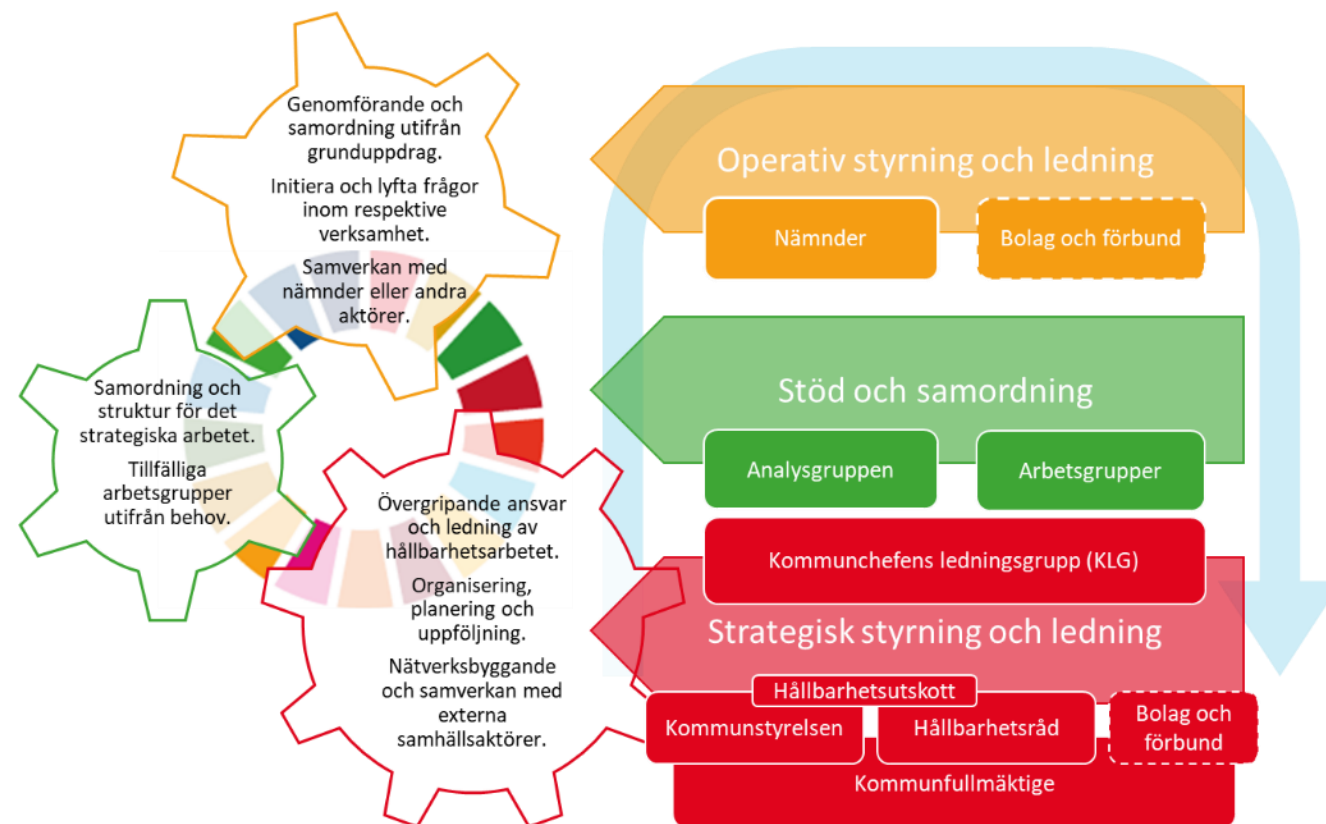 Genomförande och
samordning utifrån
grunduppdrag.
Initiera och lyfta frågor
inom respektive
verksamhet.
Samverkan med
nämnder eller andra
aktörer.
Samordning och
struktur för det
strategiska arbetet.
Tillfälliga
arbetsgrupper
utifrån behov.
Övergripande ansvar
och ledning av
hållbarhetsarbetet.
Organisering,
planering och
uppföljning.
Nätverksbyggande
och samverkan med
externa
samhällsaktörer.
Operativ styrning och ledning
Nämnder
Bolag och förbund
Stöd och samordning
Analysgruppen
Arbetsgrupper
Kommunchefens ledningsgrupp (KLG)
Strategisk styrning och ledning
Hållbarhetsutskott
Kommunstyrelsen
Hållbarhetsråd
Bolag och
förbund
Kommunfullmäktige